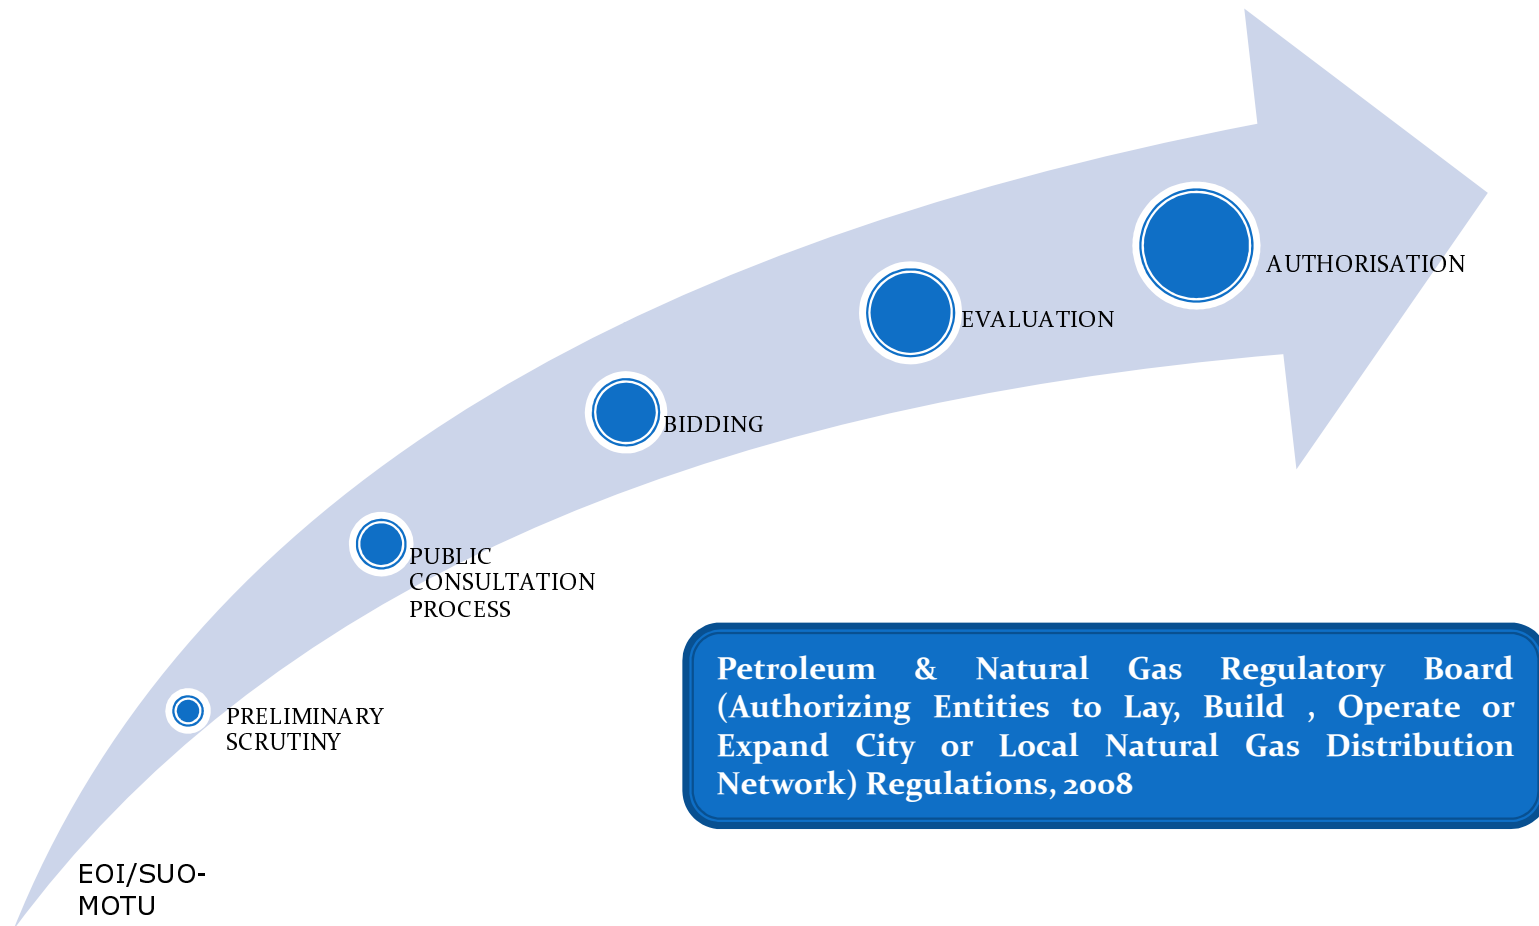 AUTHORISATION
EVALUATION
BIDDING
PUBLIC
CONSULTATION
PROCESS
PRELIMINARY
SCRUTINY
EOI/SUO-
MOTU
Petroleum & Natural Gas Regulatory Board
(Authorizing Entities to Lay, Build , Operate or
Expand City or Local Natural Gas Distribution
Network) Regulations, 2008